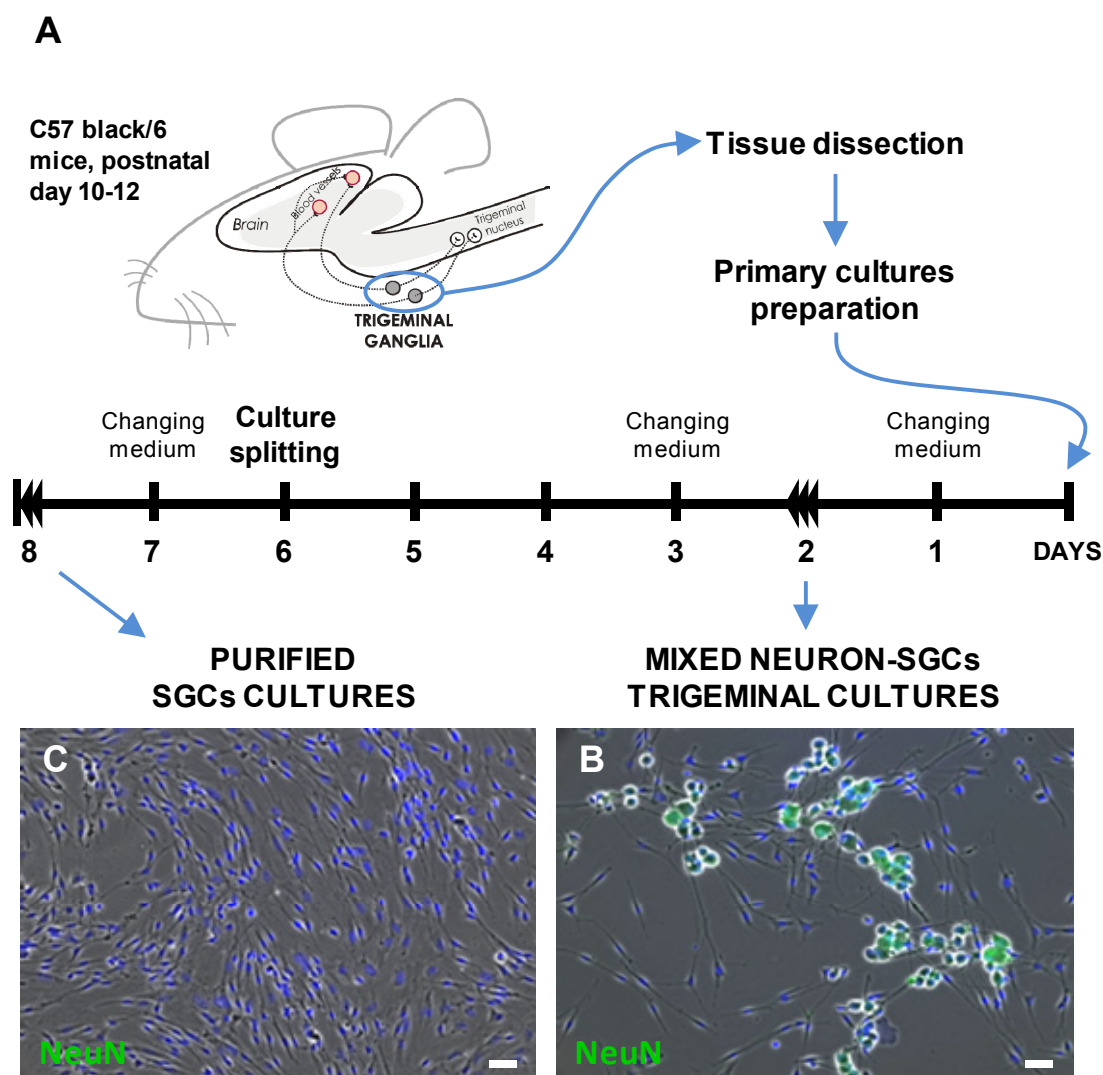 A
C57 black/6
mice, postnatal
day 10-12
Brain
Blood vessels
Trigeminal
nucleus
TRIGEMINAL
GANGLIA
Tissue dissection
Primary cultures
preparation
Changing
medium
Culture
splitting
Changing
medium
Changing
medium
8
7
6
5
4
3
2
1
DAYS
PURIFIED
SGCs CULTURES
MIXED NEURON-SGCs
TRIGEMINAL CULTURES
C
NeuN
B
NeuN